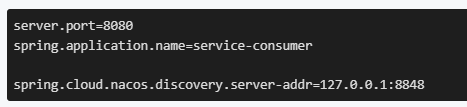 server.port=8080
spring.application.name=service-consumer
spring.cloud.nacos.discovery.server-addr=127.0.0.1:8848